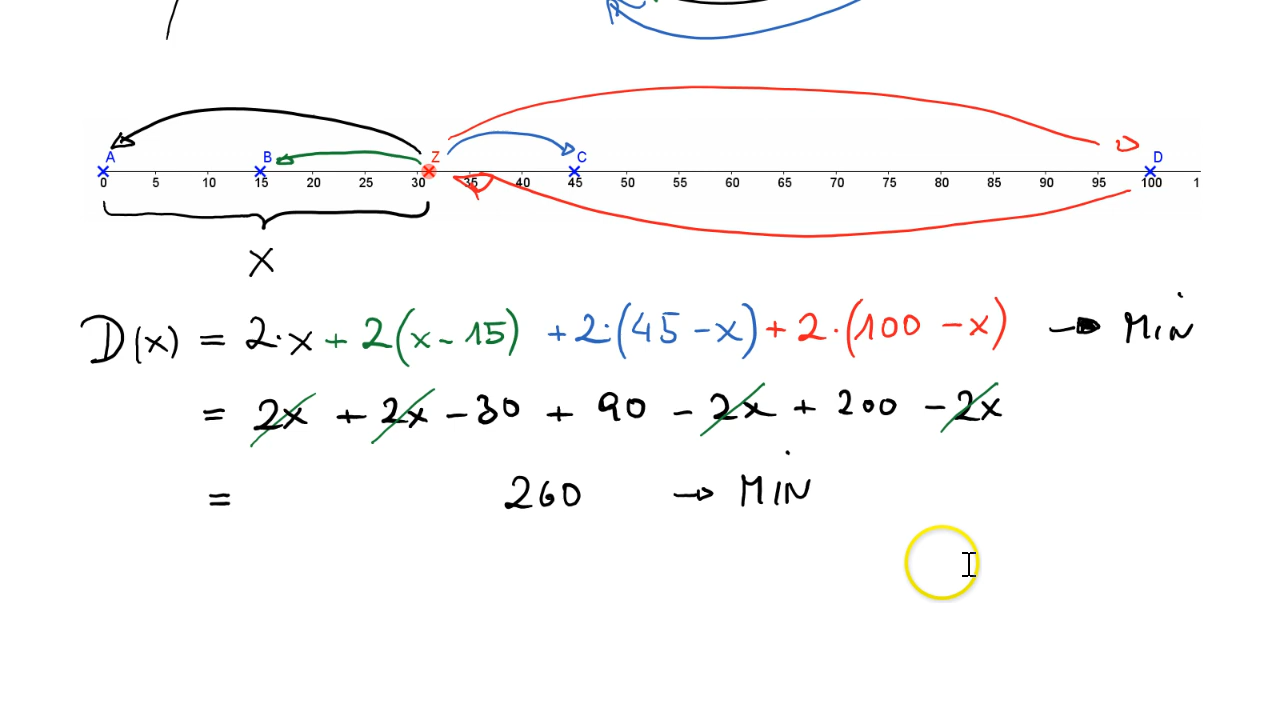 A B Z C D
0 5 10 15 20 25 30 35 40 45 50 55 60 65 70 75 80 85 90 95 100 1
X
D(x) = 2·x + 2(x - 15) + 2·(45 - x) + 2·(100 - x) → MiN
= 2x + 2x - 30 + 90 - 2x + 200 - 2x
= 260 → MiN